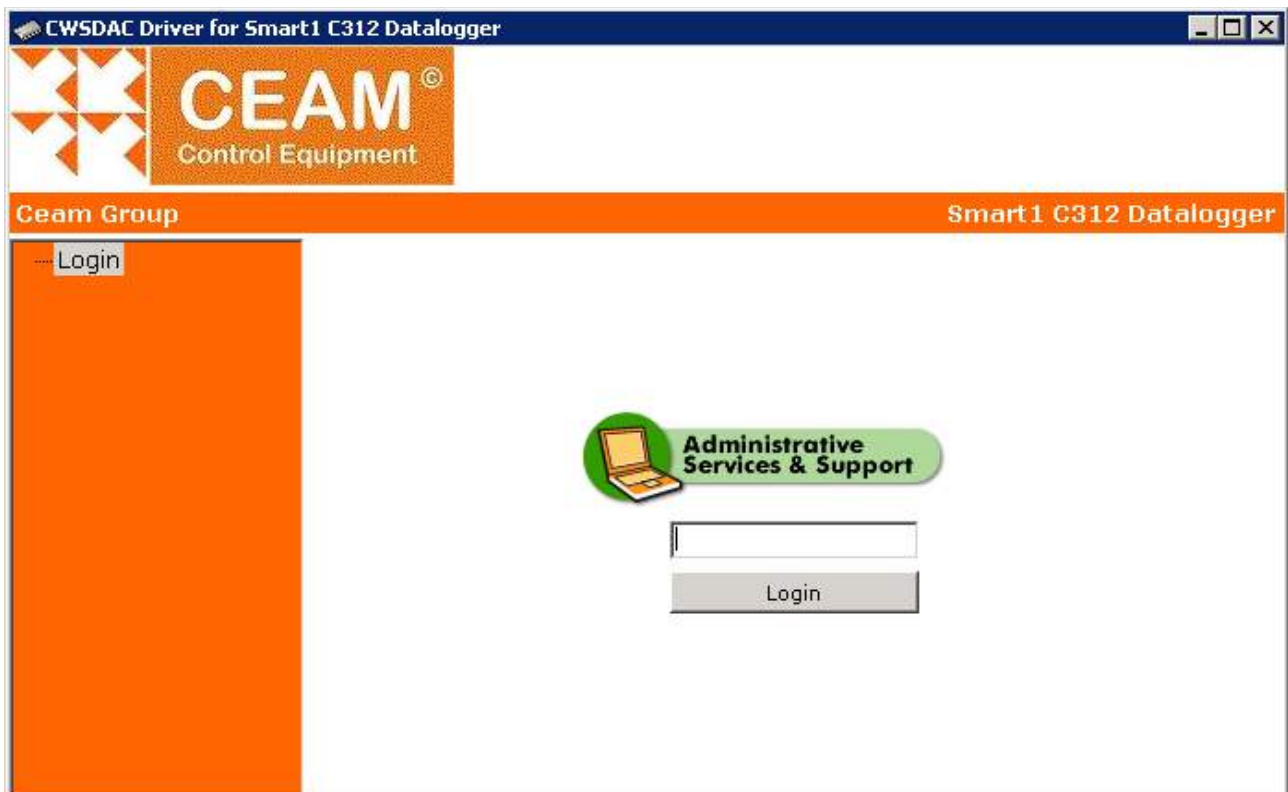 CWSDAC Driver for Smart1 C312 Datalogger
CEAM©
Control Equipment
Ceam Group
Smart1 C312 Datalogger
Login
Administrative
Services & Support
Login